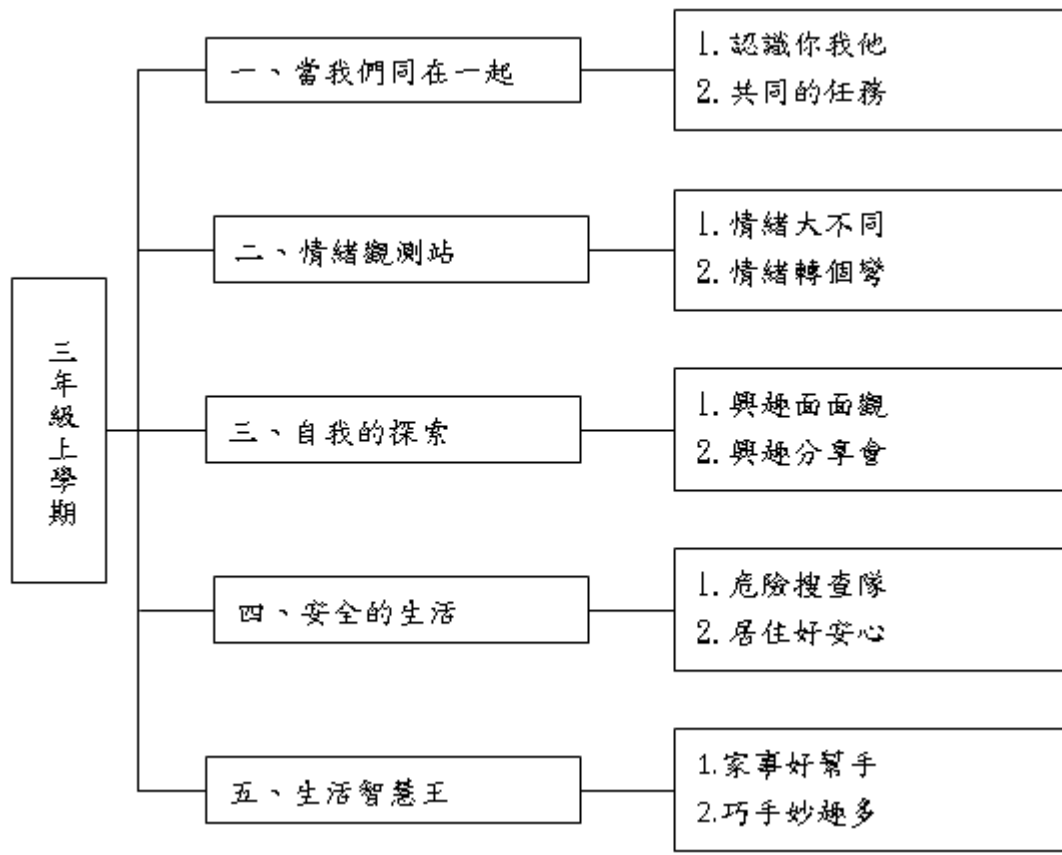 三年級上學期
一、當我們同在一起
1. 認識你我他
2. 共同的任務
二、情緒觀測站
1. 情緒大不同
2. 情緒轉個彎
三、自我的探索
1. 興趣面面觀
2. 興趣分享會
四、安全的生活
1. 危險搜查隊
2. 居住好安心
五、生活智慧王
1.家事好幫手
2.巧手妙趣多